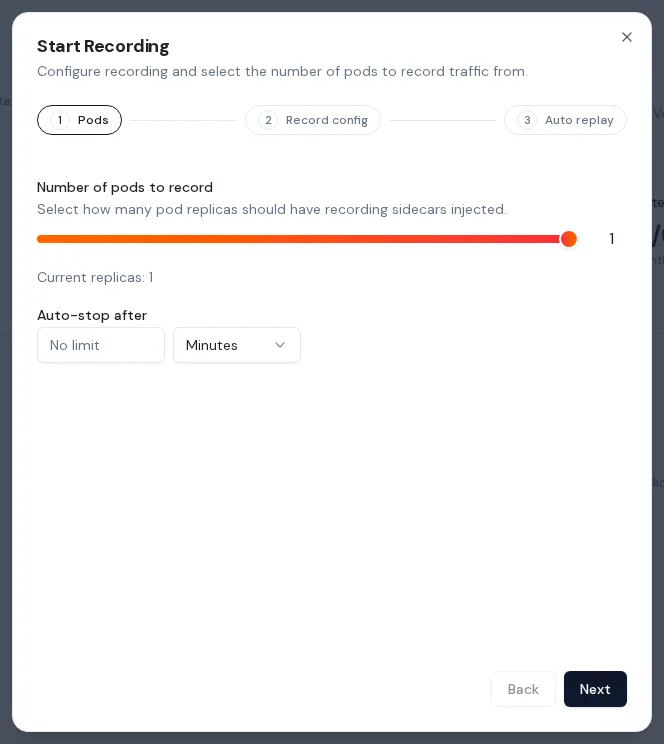 Start Recording
Configure recording and select the number of pods to record traffic from.
1 Pods
2 Record config
3 Auto replay
Number of pods to record
Select how many pod replicas should have recording sidecars injected.
1
Current replicas: 1
Auto-stop after
No limit
Minutes
Back
Next